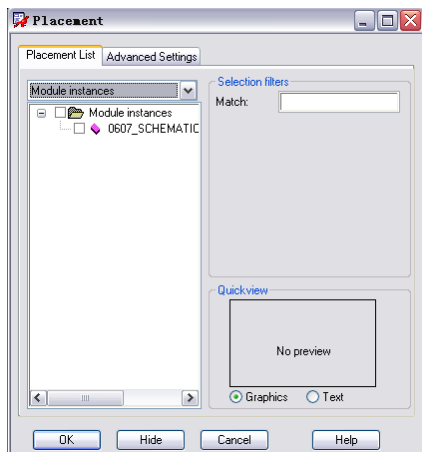 Placement
Placement List
Advanced Settings
Module instances
Module instances
0607_SCHEMATIC
Selection filters
Match:
Quickview
No preview
Graphics
Text
OK
Hide
Cancel
Help